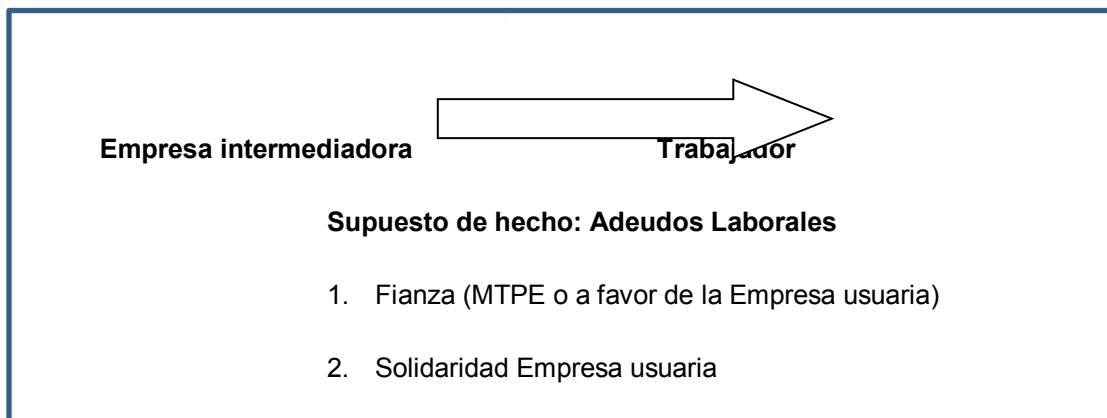 Empresa intermediadora Trabajador
Supuesto de hecho: Adeudos Laborales
1. Fianza (MTPE o a favor de la Empresa usuaria)
2. Solidaridad Empresa usuaria